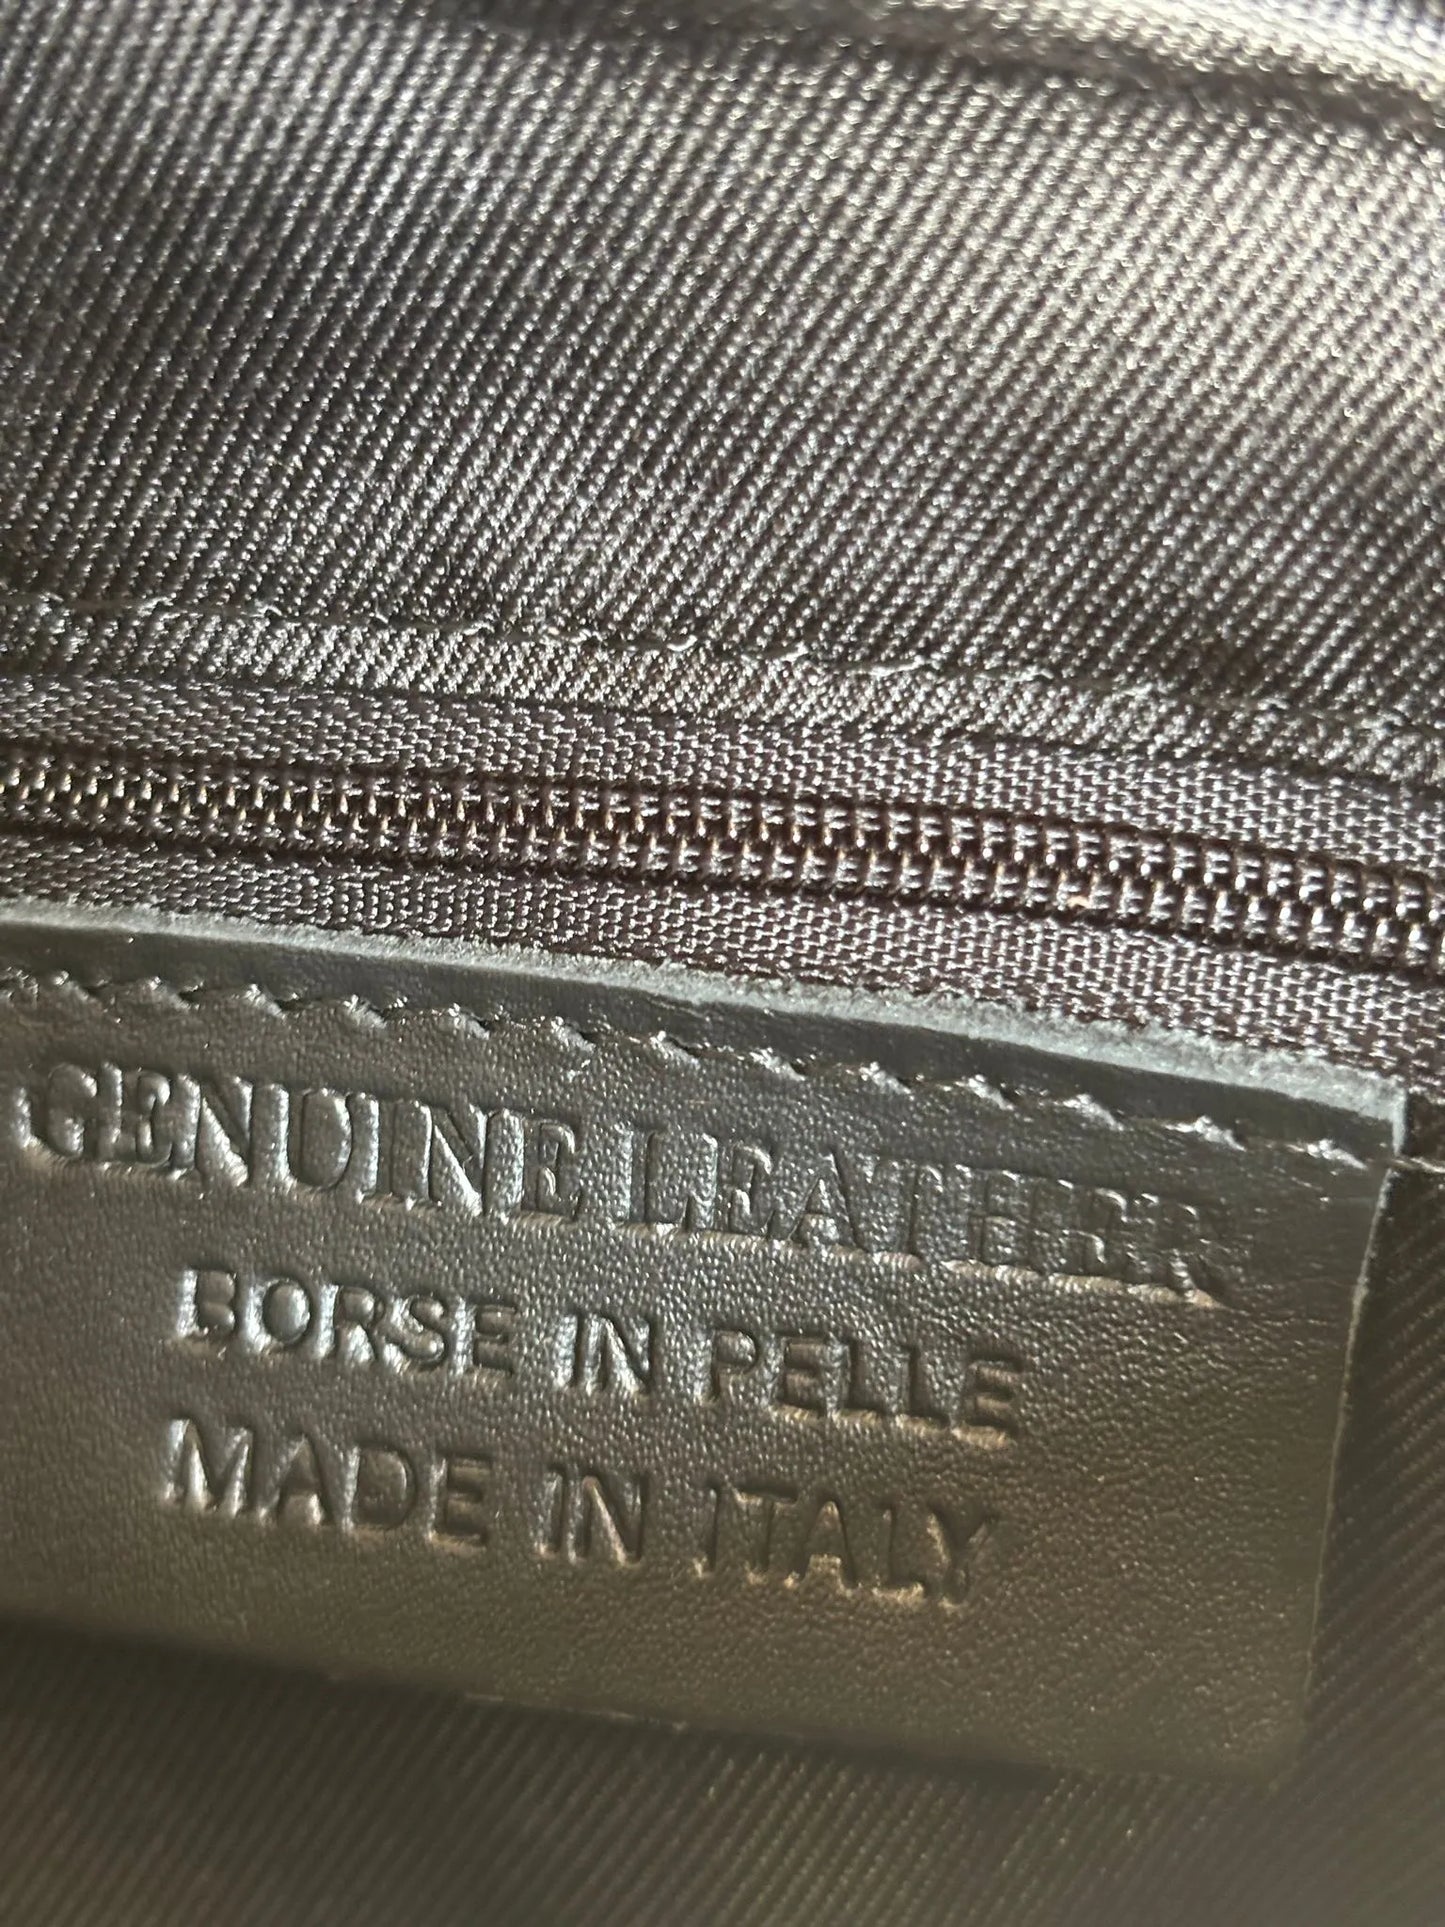 GENUINE LEATHER
BORSE IN PELLE
MADE IN ITALY